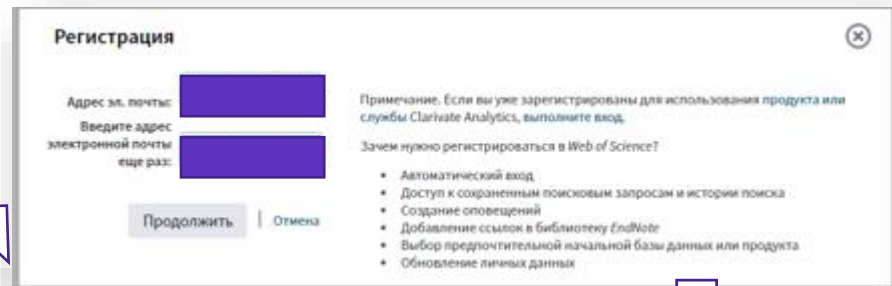 Регистрация
Адрес эл. почты:
Введите адрес
электронной почты
еще раз:
Продолжить | Отмена
Примечание. Если вы уже зарегистрированы для использования продукта или
службы Clarivate Analytics, выполните вход.
Зачем нужно регистрироваться в Web of Science?
• Автоматический вход
• Доступ к сохраненным поисковым запросам и истории поиска
• Создание оповещений
• Добавление ссылок в библиотеку EndNote
• Выбор предпочтительной начальной базы данных или продукта
• Обновление личных данных